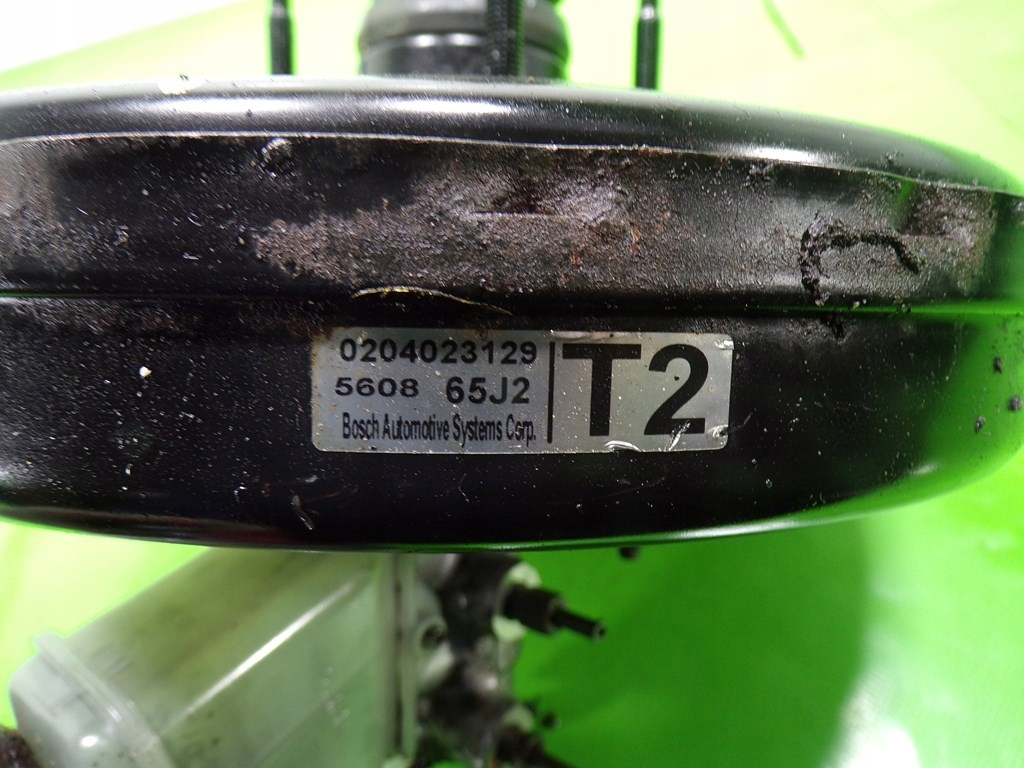 0204023129
5608 65J2
Bosch Automotive Systems Corp.
T2